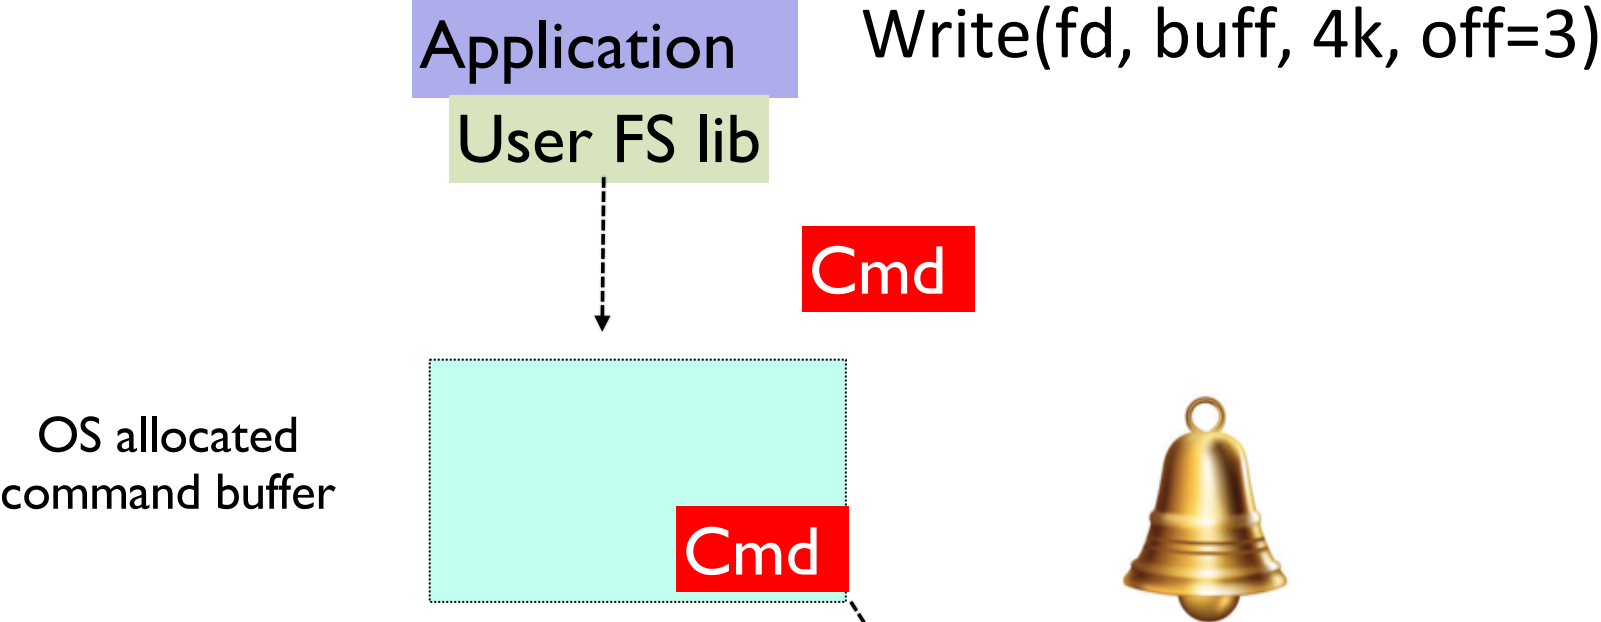 Application
Write(fd, buff, 4k, off=3)
User FS lib
Cmd
OS allocated
command buffer
Cmd